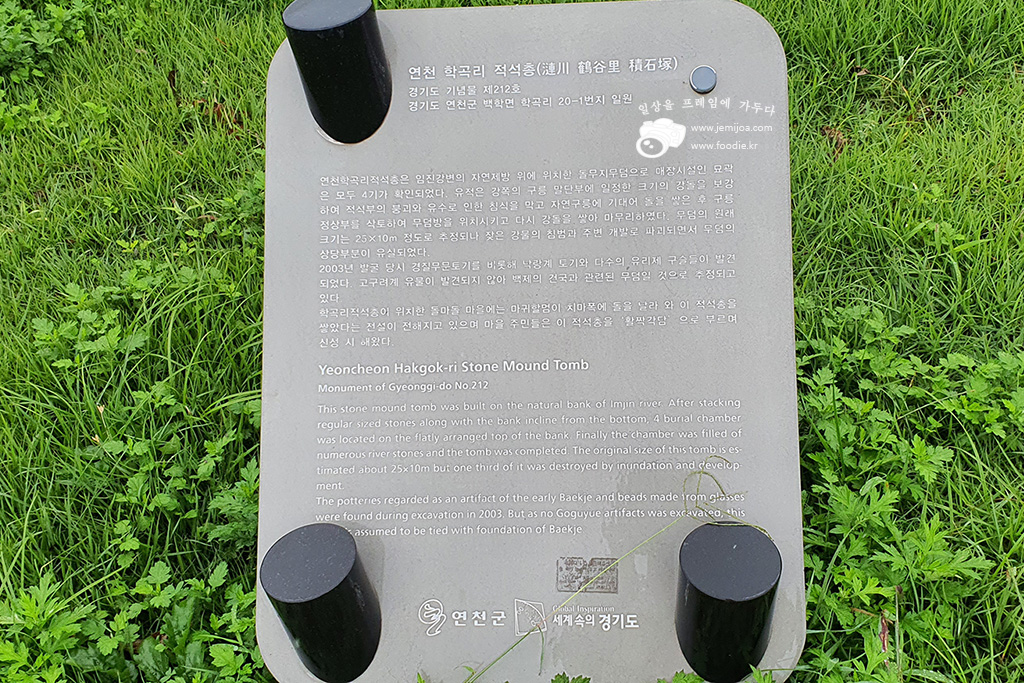 연천 학곡리 적석총(漣川 鶴谷里 積石塚)
경기도 기념물 제212호
경기도 연천군 백학면 학곡리 20-1번지 일원
일상을 프레임에 가두다
www.jemijoa.com
www.foodie.kr
연천학곡리적석총은 임진강변의 자연제방 위에 위치한 돌무지무덤으로 매장시설인 묘곽
은 모두 4기가 확인되었다. 유적은 강쪽의 구릉 말단부에 일정한 크기의 강돌을 보강
하여 적석부의 붕괴와 유수로 인한 침식을 막고 자연구릉에 기대어 돌을 쌓은 후 구릉
정상부를 삭토하여 무덤방을 위치시키고 다시 강돌을 쌓아 마무리하였다. 무덤의 원래
크기는 25×10m 정도로 추정되나 잦은 강물의 침범과 주변 개발로 파괴되면서 무덤의
상당부분이 유실되었다.
2003년 발굴 당시 경질무문토기를 비롯해 낙랑계 토기와 다수의 유리제 구슬들이 발견
되었다. 고구려계 유물이 발견되지 않아 백제의 건국과 관련된 무덤일 것으로 추정되고
있다.
학곡리적석총이 위치한 돌마돌 마을에는 마귀할멈이 치마폭에 돌을 날라 와 이 적석총을
쌓았다는 전설이 전해지고 있으며 마을 주민들은 이 적석총을 '활짝각담' 으로 부르며
신성 시 해왔다.
Yeoncheon Hakgok-ri Stone Mound Tomb
Monument of Gyeonggi-do No.212
This stone mound tomb was built on the natural bank of Imjin river. After stacking
regular sized stones along with the bank incline from the bottom, 4 burial chamber
was located on the flatly arranged top of the bank. Finally the chamber was filled of
numerous river stones and the tomb was completed. The original size of this tomb is es-
timated about 25×10m but one third of it was destroyed by inundation and develop-
ment.
The potteries regarded as an artifact of the early Baekje and beads made from glasses
were found during excavation in 2003. But as no Goguyue artifacts was excavated, this
assumed to be tied with foundation of Baekje.
연천군
Global Inspiration
세계속의 경기도